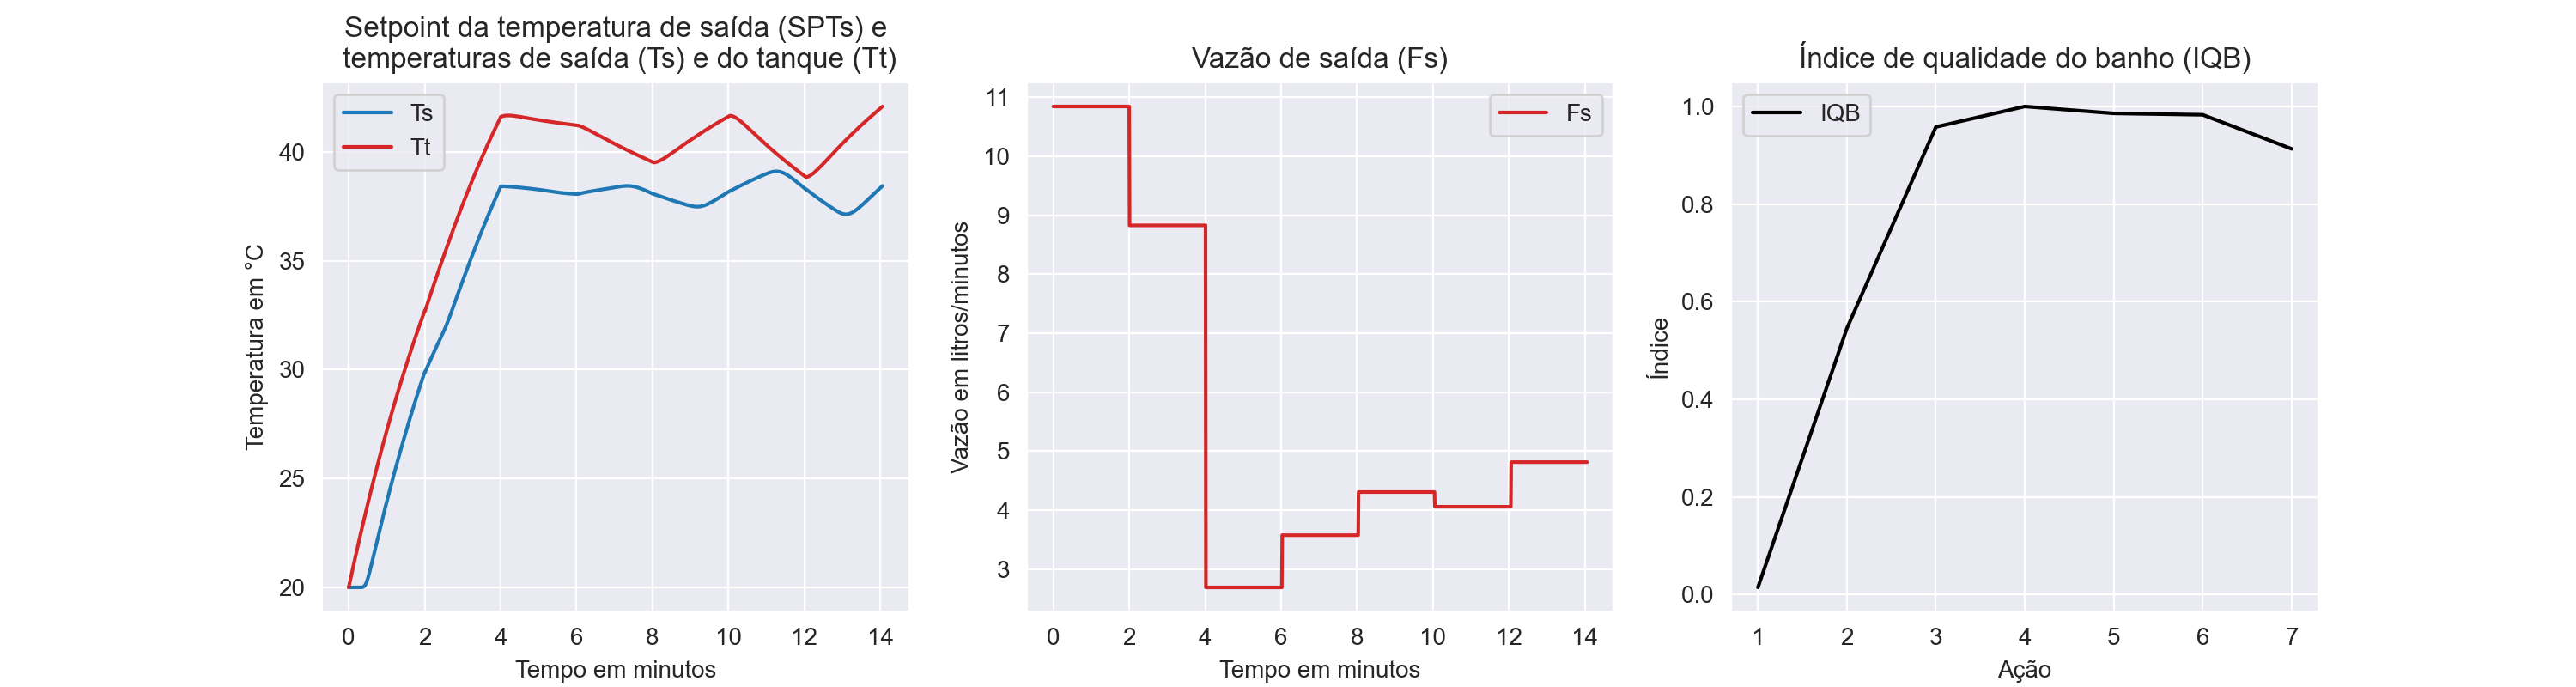 Setpoint da temperatura de saída (SPTs) e
temperaturas de saída (Ts) e do tanque (Tt)
Ts
Tt
Temperatura em °C
40
35
30
25
20
0 2 4 6 8 10 12 14
Tempo em minutos
Vazão de saída (Fs)
Fs
Vazão em litros/minutos
11
10
9
8
7
6
5
4
3
0 2 4 6 8 10 12 14
Tempo em minutos
Índice de qualidade do banho (IQB)
IQB
Índice
1.0
0.8
0.6
0.4
0.2
0.0
1 2 3 4 5 6 7
Ação